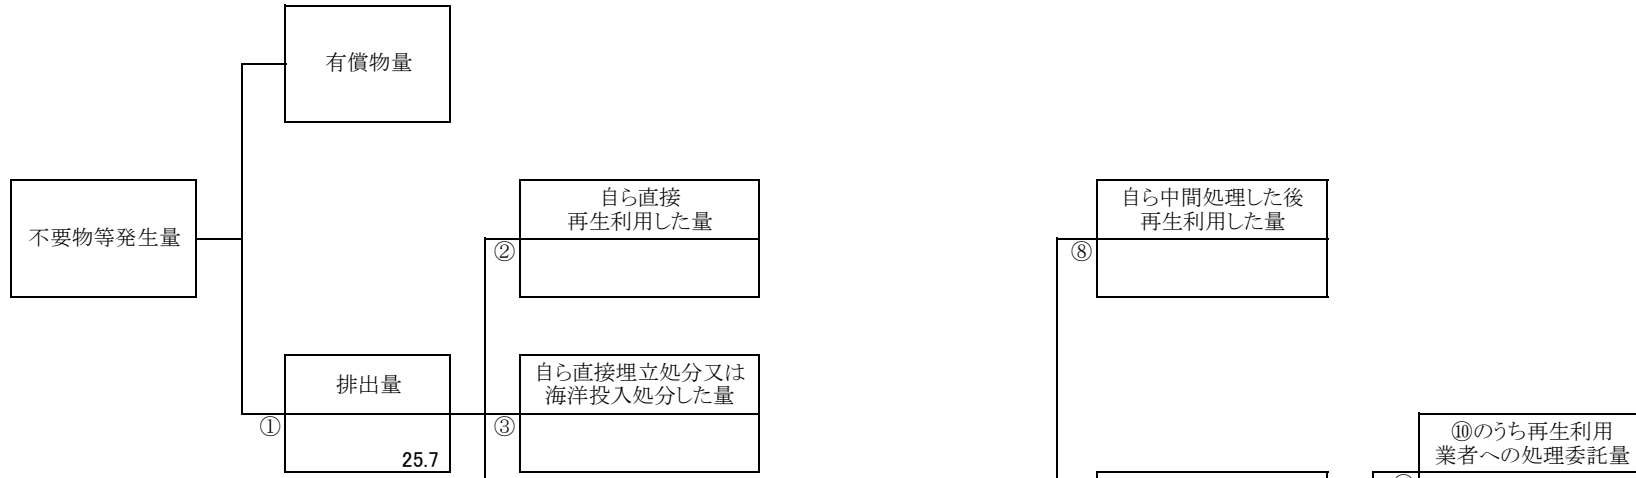 有償物量
不要物等発生量
自ら直接
再生利用した量
②
自ら中間処理した後
再生利用した量
⑧
排出量
①
25.7
自ら直接埋立処分又は
海洋投入処分した量
③
⑩のうち再生利用
業者への処理委託量